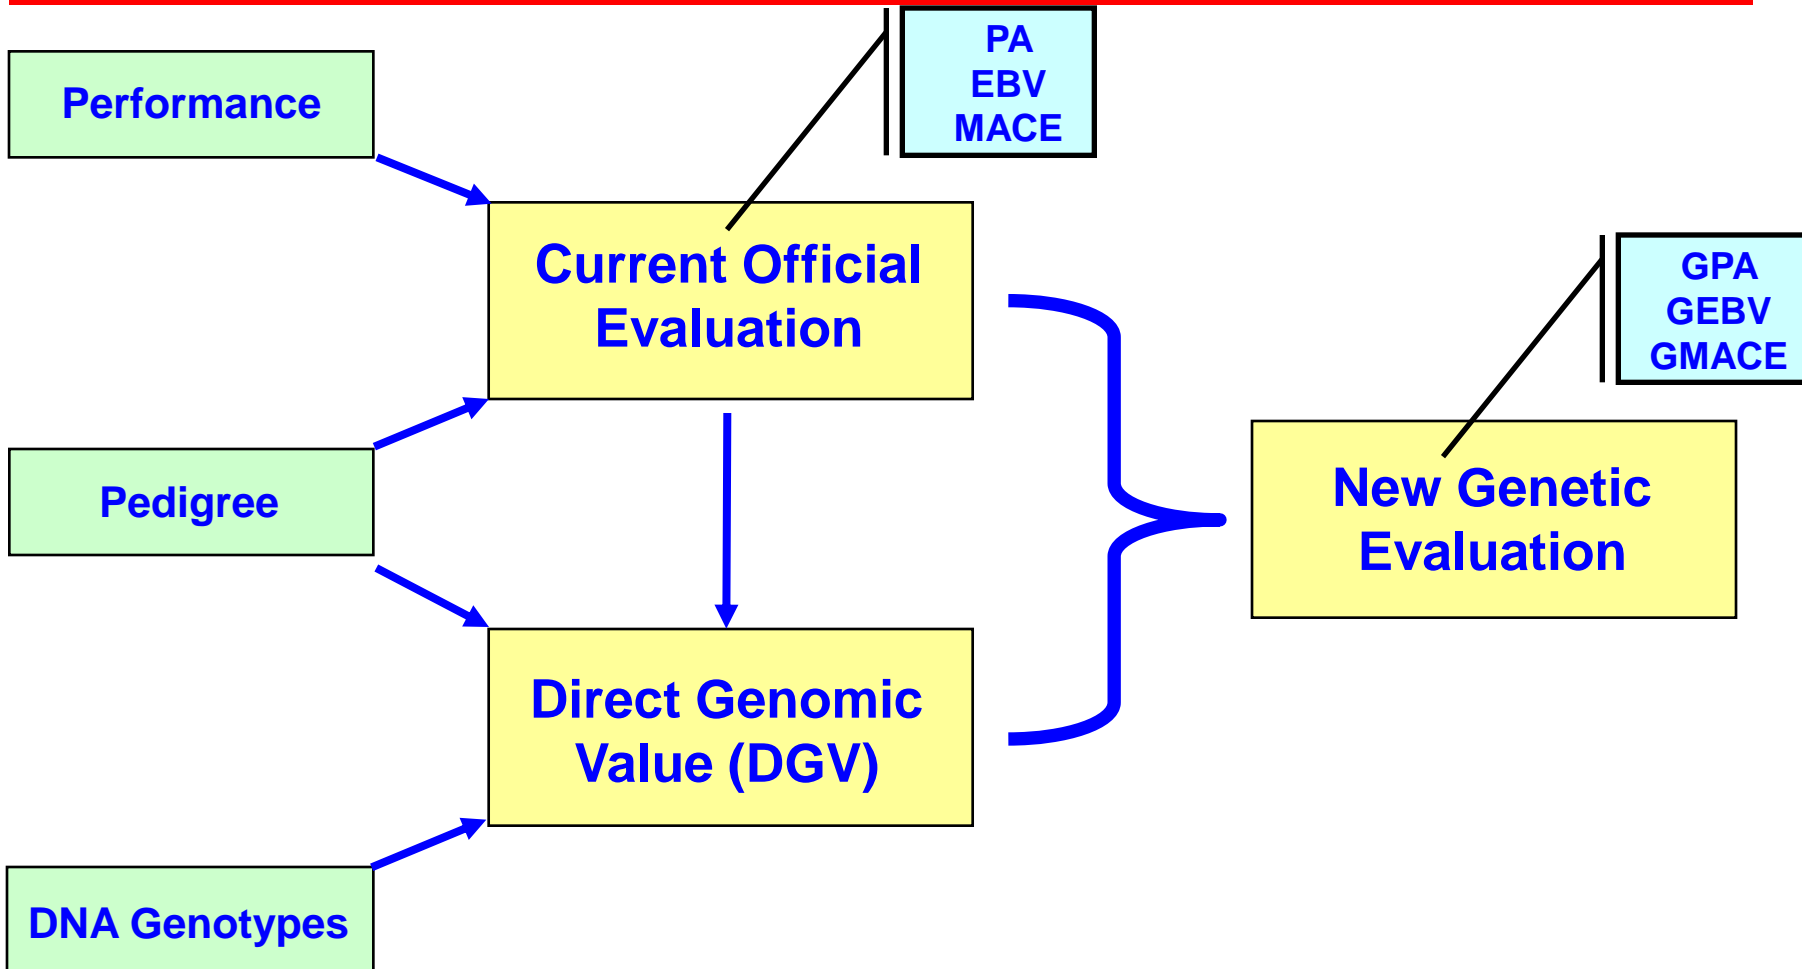 PA
EBV
MACE
Performance
Current Official
Evaluation
GPA
GEBV
GMACE
Pedigree
New Genetic
Evaluation
Direct Genomic
Value (DGV)
DNA Genotypes